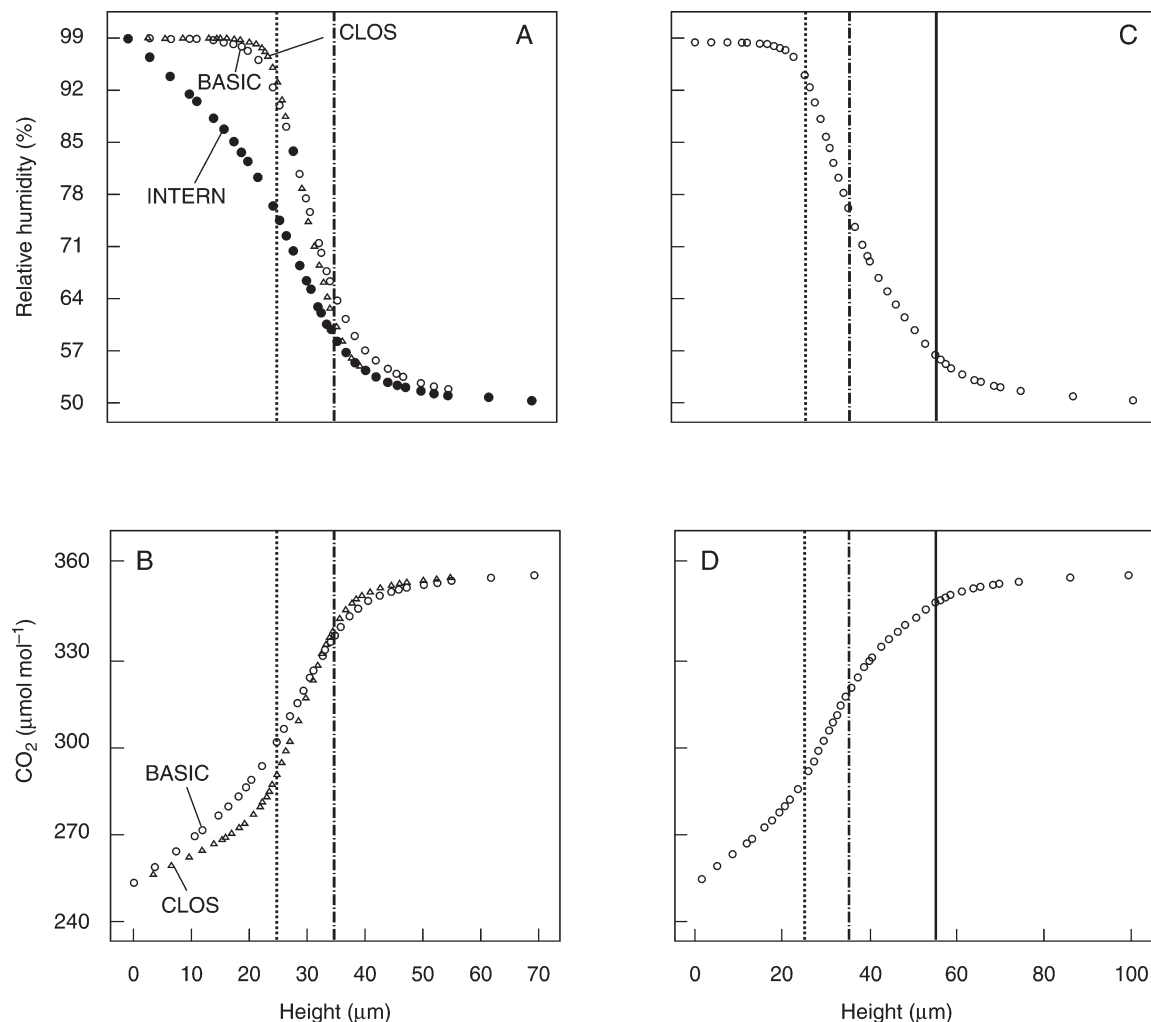 A
99
92
85
78
71
64
57
50
Relative humidity (%)
CLOS
BASIC
INTERN
C
B
360
330
300
270
240
CO₂ (μmol mol⁻¹)
BASIC
CLOS
0 10 20 30 40 50 60 70
Height (μm)
D
0 20 40 60 80 100
Height (μm)